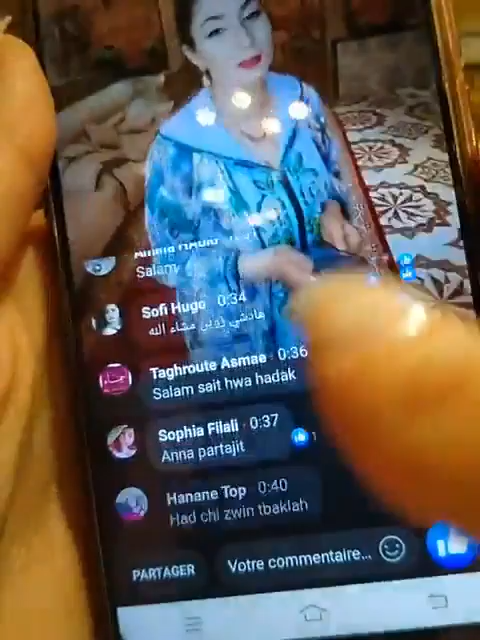 Salam
Sofi Hugo · 0:34
هادشي زوين مشاء الله
Taghroute Asmae · 0:36
Salam sait hwa hadak
Sophia Filali · 0:37
Anna partajit
1
Hanane Top · 0:40
Had chi zwin tbaklah
PARTAGER
Votre commentaire...